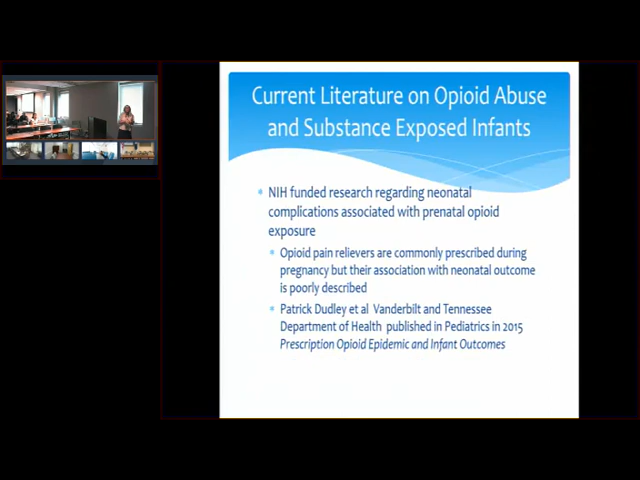 Current Literature on Opioid Abuse
and Substance Exposed Infants
NIH funded research regarding neonatal
complications associated with prenatal opioid
exposure
Opioid pain relievers are commonly prescribed during
pregnancy but their association with neonatal outcome
is poorly described
Patrick Dudley et al Vanderbilt and Tennessee
Department of Health published in Pediatrics in 2015
Prescription Opioid Epidemic and Infant Outcomes